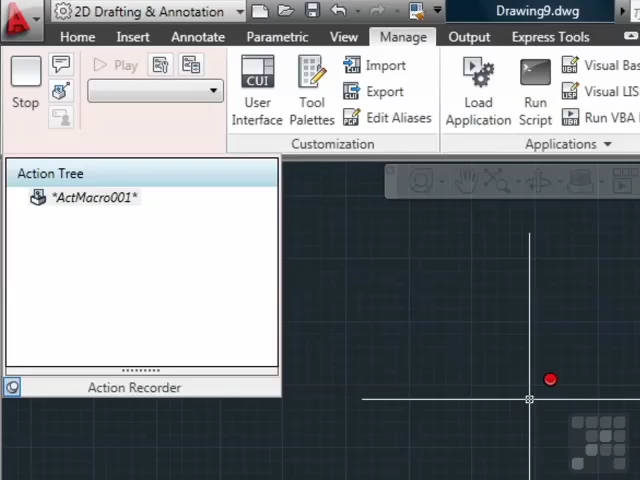 2D Drafting & Annotation
Drawing9.dwg
Home Insert Annotate Parametric View Manage Output Express Tools
Stop
Play
CUI
User Interface
Tool Palettes
Import
Export
Edit Aliases
Customization
Load Application
Run Script
Visual Bas
Visual LIS
Run VBA
Applications
Action Tree
*ActMacro001*
Action Recorder